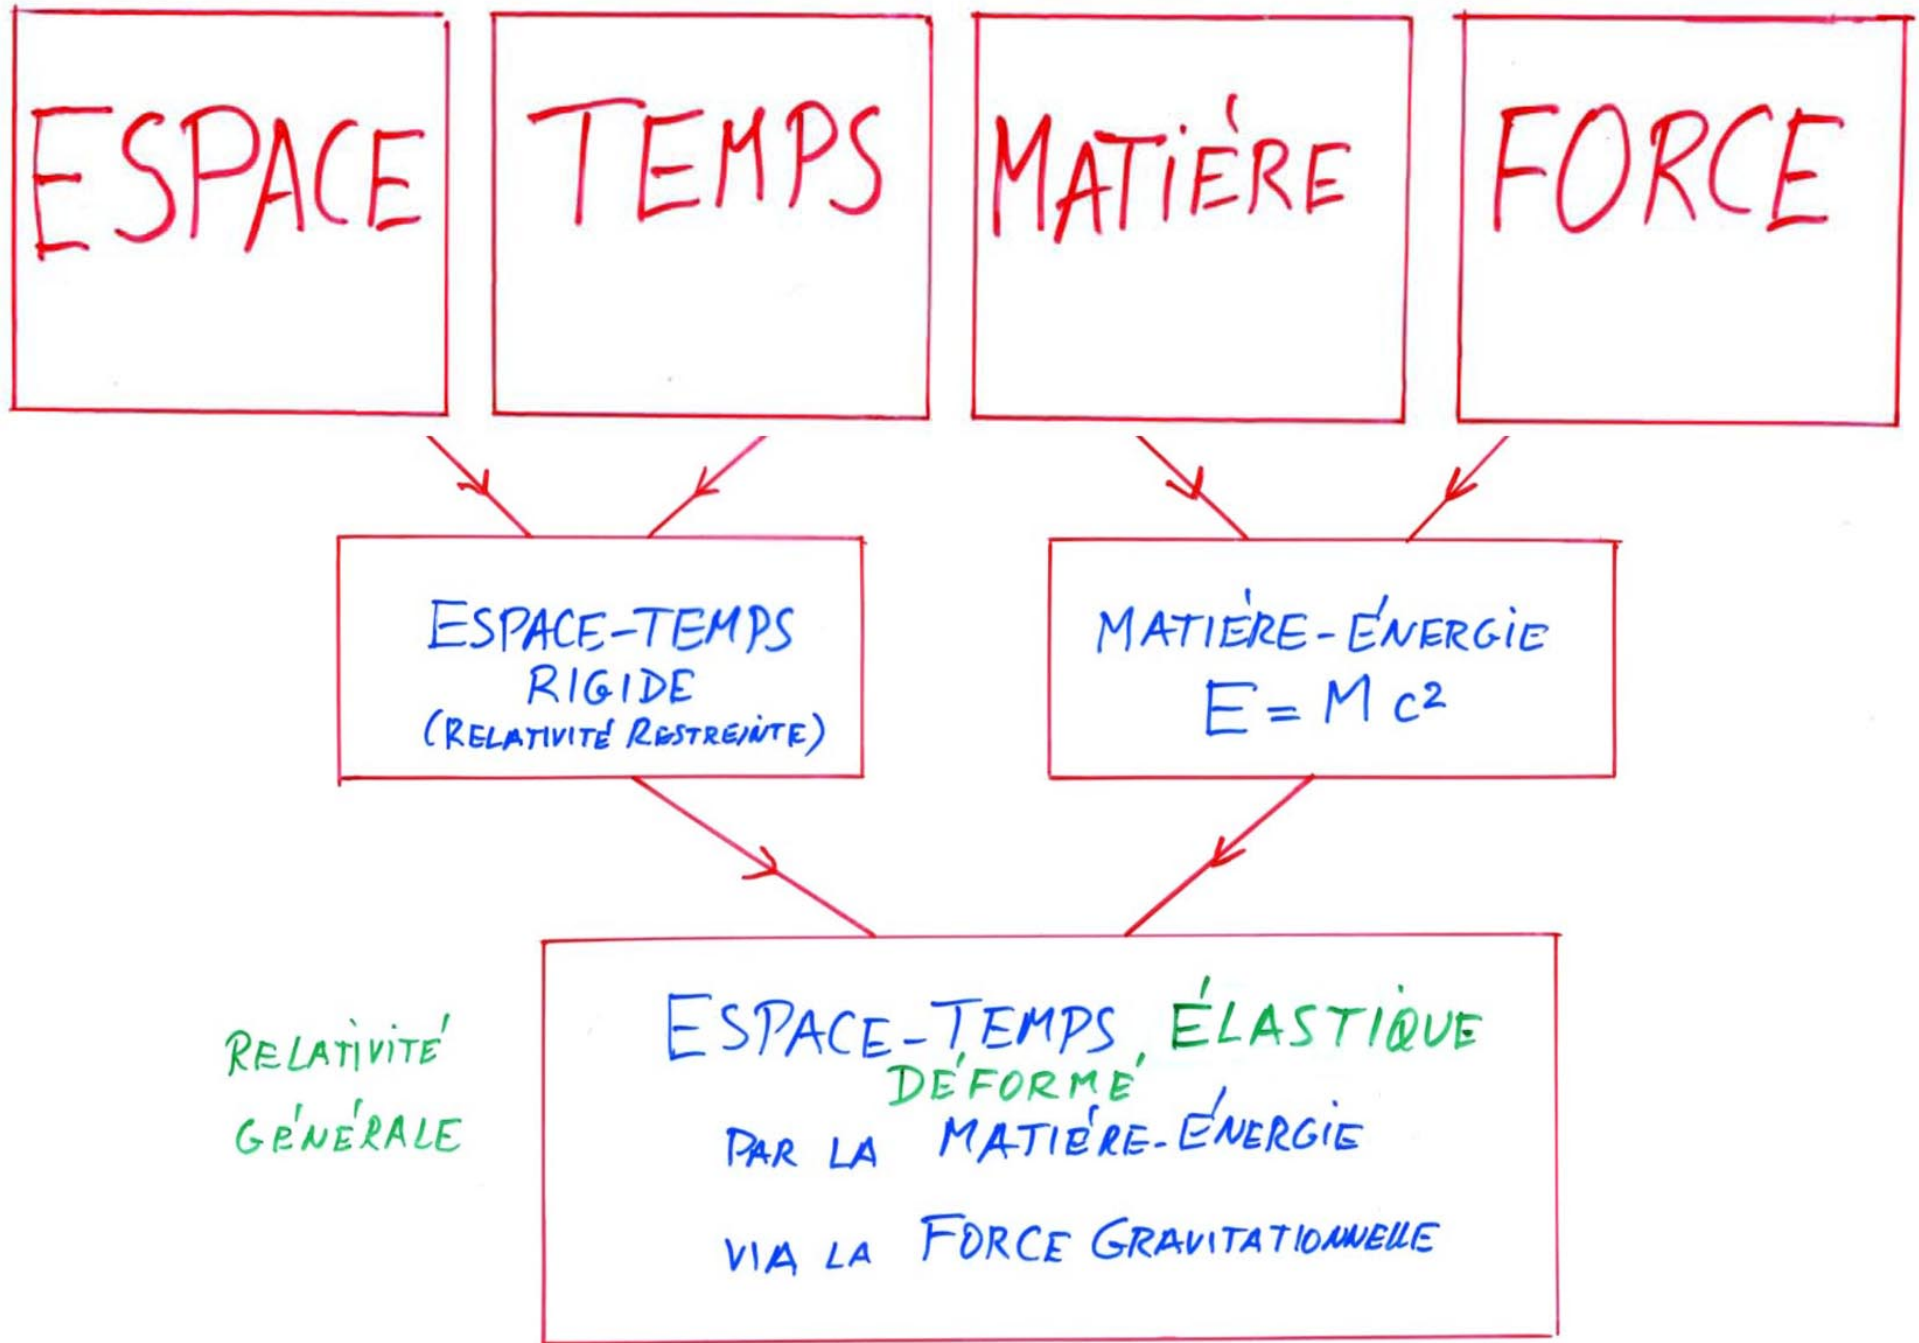 ESPACE
TEMPS
MATIÈRE
FORCE
ESPACE-TEMPS
RIGIDE
(RELATIVITÉ RESTREINTE)
MATIÈRE-ÉNERGIE
E = M c²
RELATIVITÉ
GÉNÉRALE
ESPACE-TEMPS ÉLASTIQUE
DÉFORMÉ
PAR LA MATIÈRE-ÉNERGIE
VIA LA FORCE GRAVITATIONNELLE